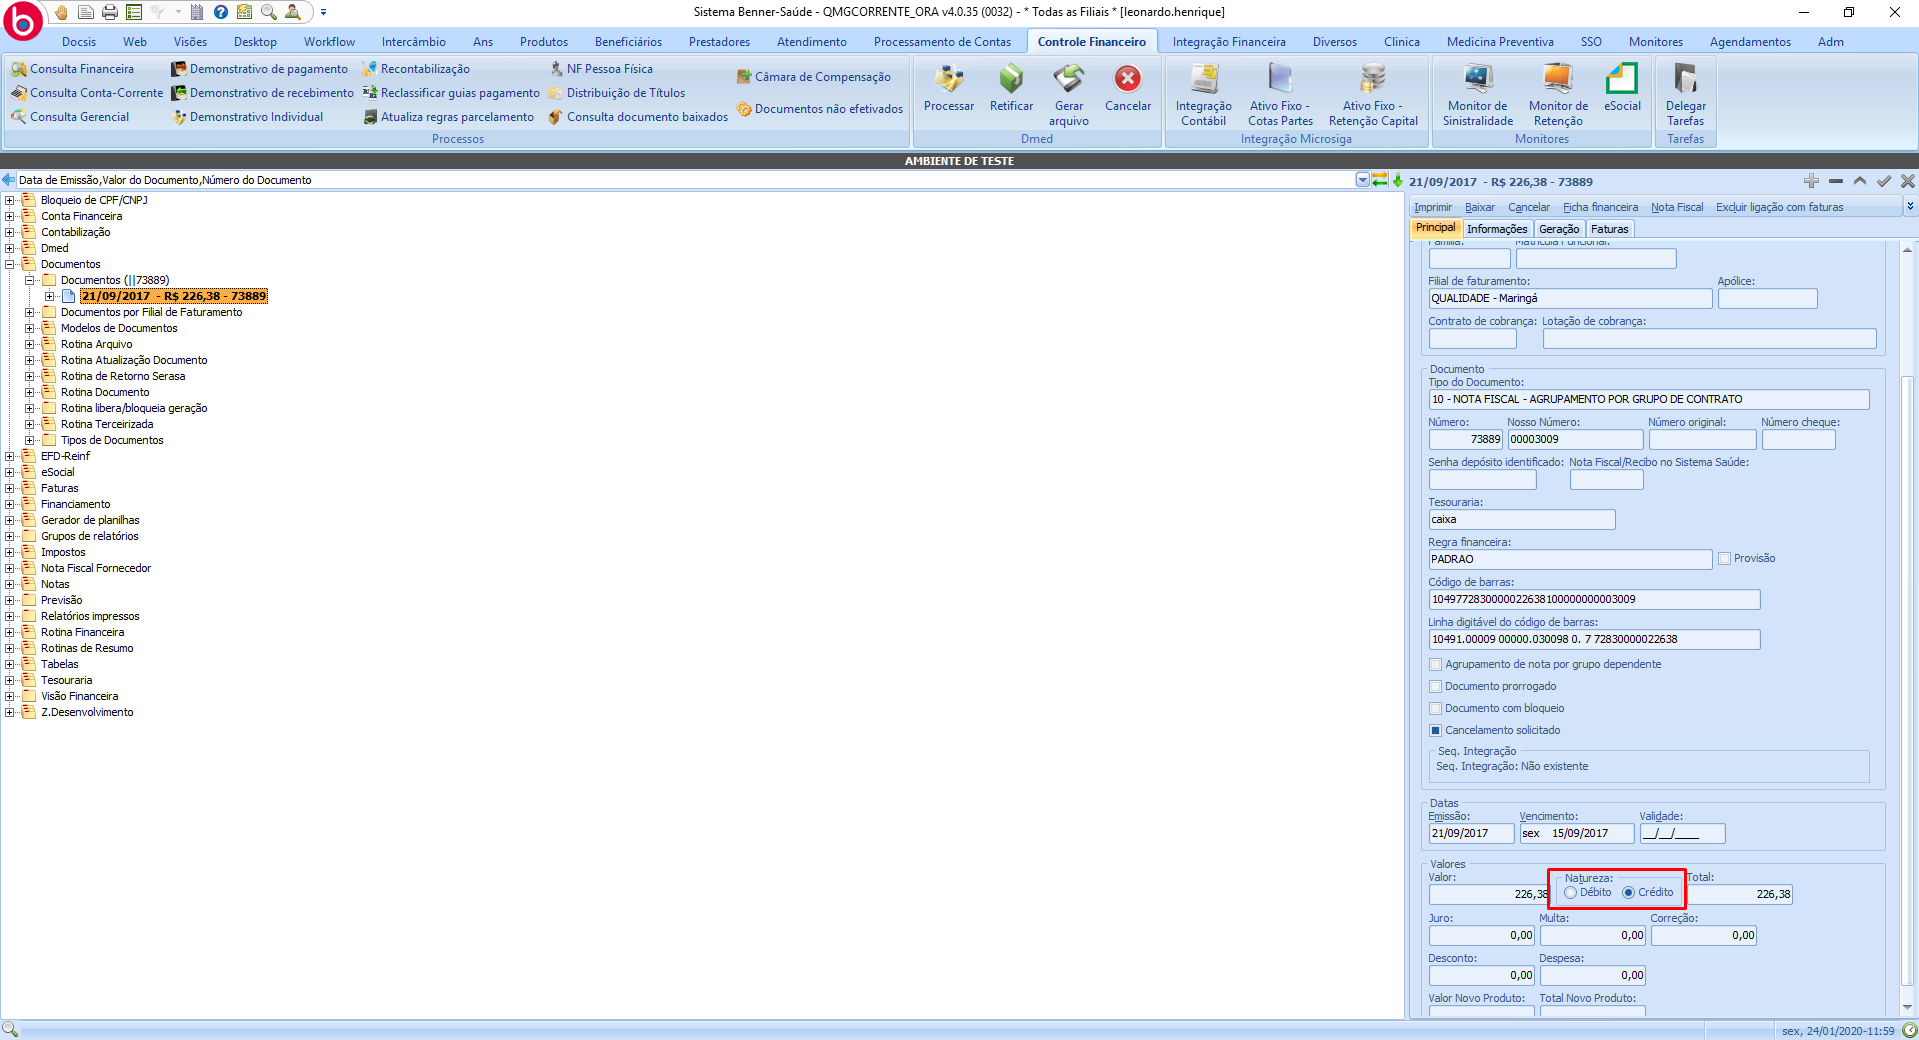 Sistema Benner-Saúde - QMGCORRENTE_ORA v4.0.35 (0032) - * Todas as Filiais * [leonardo.henrique]
Docsis Web Visões Desktop Workflow Intercâmbio Ans Produtos Beneficiários Prestadores Atendimento Processamento de Contas Controle Financeiro Integração Financeira Diversos Clinica Medicina Preventiva SSO Monitores Agendamentos Adm
Consulta Financeira
Consulta Conta-Corrente
Consulta Gerencial
Demonstrativo de pagamento
Demonstrativo de recebimento
Demonstrativo Individual
Recontabilização
Reclassificar guias pagamento
Atualiza regras parcelamento
NF Pessoa Física
Distribuição de Títulos
Consulta documento baixados
Câmara de Compensação
Documentos não efetivados
Processos
Processar
Retificar
Gerar
arquivo
Cancelar
Dmed
Integração
Contábil
Ativo Fixo -
Cotas Partes
Ativo Fixo -
Retenção Capital
Integração Microsiga
Monitor de
Sinistralidade
Monitor de
Retenção
eSocial
Monitores
Delegar
Tarefas
Tarefas
AMBIENTE DE TESTE
Data de Emissão,Valor do Documento,Número do Documento
Bloqueio de CPF/CNPJ
Conta Financeira
Contabilização
Dmed
Documentos
Documentos (||73889)
21/09/2017 - R$ 226,38 - 73889
Documentos por Filial de Faturamento
Modelos de Documentos
Rotina Arquivo
Rotina Atualização Documento
Rotina de Retorno Serasa
Rotina Documento
Rotina libera/bloqueia geração
Rotina Terceirizada
Tipos de Documentos
EFD-Reinf
eSocial
Faturas
Financiamento
Gerador de planilhas
Grupos de relatórios
Impostos
Nota Fiscal Fornecedor
Notas
Previsão
Relatórios impressos
Rotina Financeira
Rotinas de Resumo
Tabelas
Tesouraria
Visão Financeira
Z.Desenvolvimento
21/09/2017 - R$ 226,38 - 73889
Imprimir Baixar Cancelar Ficha financeira Nota Fiscal Excluir ligação com faturas
Principal Informações Geração Faturas
Família: Matrícula Funcional:
Filial de faturamento: Apólice:
QUALIDADE - Maringá
Contrato de cobrança: Lotação de cobrança:
Documento
Tipo do Documento:
10 - NOTA FISCAL - AGRUPAMENTO POR GRUPO DE CONTRATO
Número: Nosso Número: Número original: Número cheque:
73889 00003009
Senha depósito identificado: Nota Fiscal/Recibo no Sistema Saúde:
Tesouraria:
caixa
Regra financeira:
PADRAO Provisão
Código de barras:
10497728300000226381000000000003009
Linha digitável do código de barras:
10491.00009 00000.030098 0. 7 72830000022638
Agrupamento de nota por grupo dependente
Documento prorrogado
Documento com bloqueio
Cancelamento solicitado
Seq. Integração
Seq. Integração: Não existente
Datas
Emissão: Vencimento: Validade:
21/09/2017 sex 15/09/2017 __/__/____
Valores
Valor: Natureza: Total:
226,38 Débito Crédito 226,38
Juro: Multa: Correção:
0,00 0,00 0,00
Desconto: Despesa:
0,00 0,00
Valor Novo Produto: Total Novo Produto:
sex, 24/01/2020-11:59